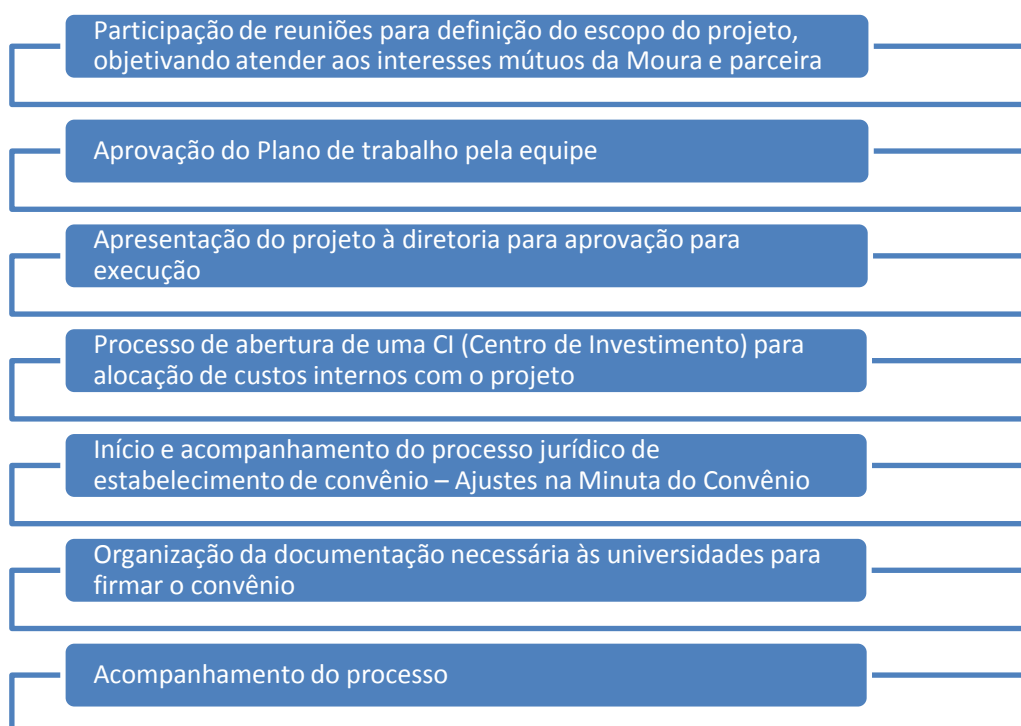 Participação de reuniões para definição do escopo do projeto,
objetivando atender aos interesses mútuos da Moura e parceira
Aprovação do Plano de trabalho pela equipe
Apresentação do projeto à diretoria para aprovação para
execução
Processo de abertura de uma CI (Centro de Investimento) para
alocação de custos internos com o projeto
Início e acompanhamento do processo jurídico de
estabelecimento de convênio – Ajustes na Minuta do Convênio
Organização da documentação necessária às universidades para
firmar o convênio
Acompanhamento do processo